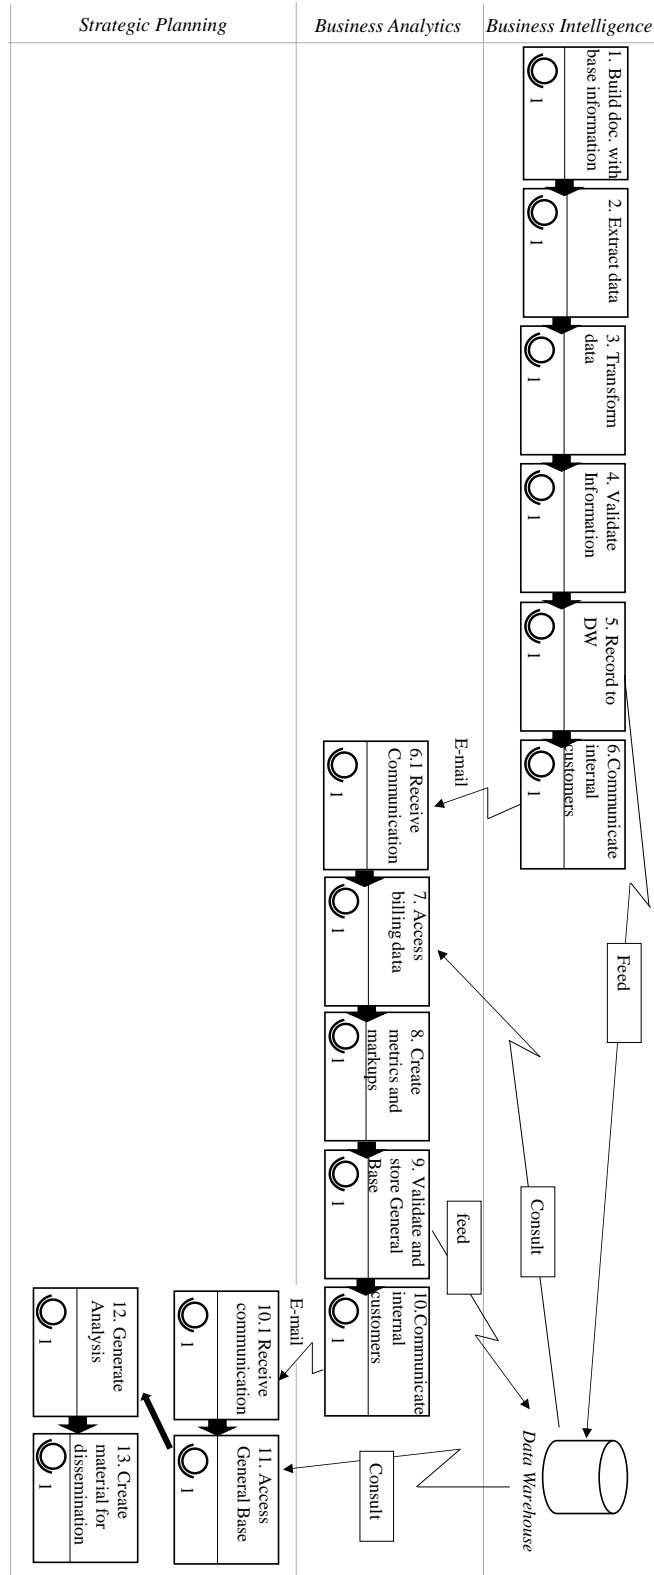 Strategic Planning
Business Analytics
Business Intelligence
1. Build doc. with
base information
1
2. Extract data
1
3. Transform
data
1
4. Validate
Information
1
5. Record to
DW
1
6.Communicate
internal
customers
1
E-mail
Feed
6.1 Receive
Communication
1
7. Access
billing data
1
8. Create
metrics and
markups
1
9. Validate and
store General
Base
1
10.Communicate
internal
customers
1
feed
Consult
E-mail
Data Warehouse
Consult
10.1 Receive
communication
1
11. Access
General Base
1
12. Generate
Analysis
1
13. Create
material for
dissemination
1